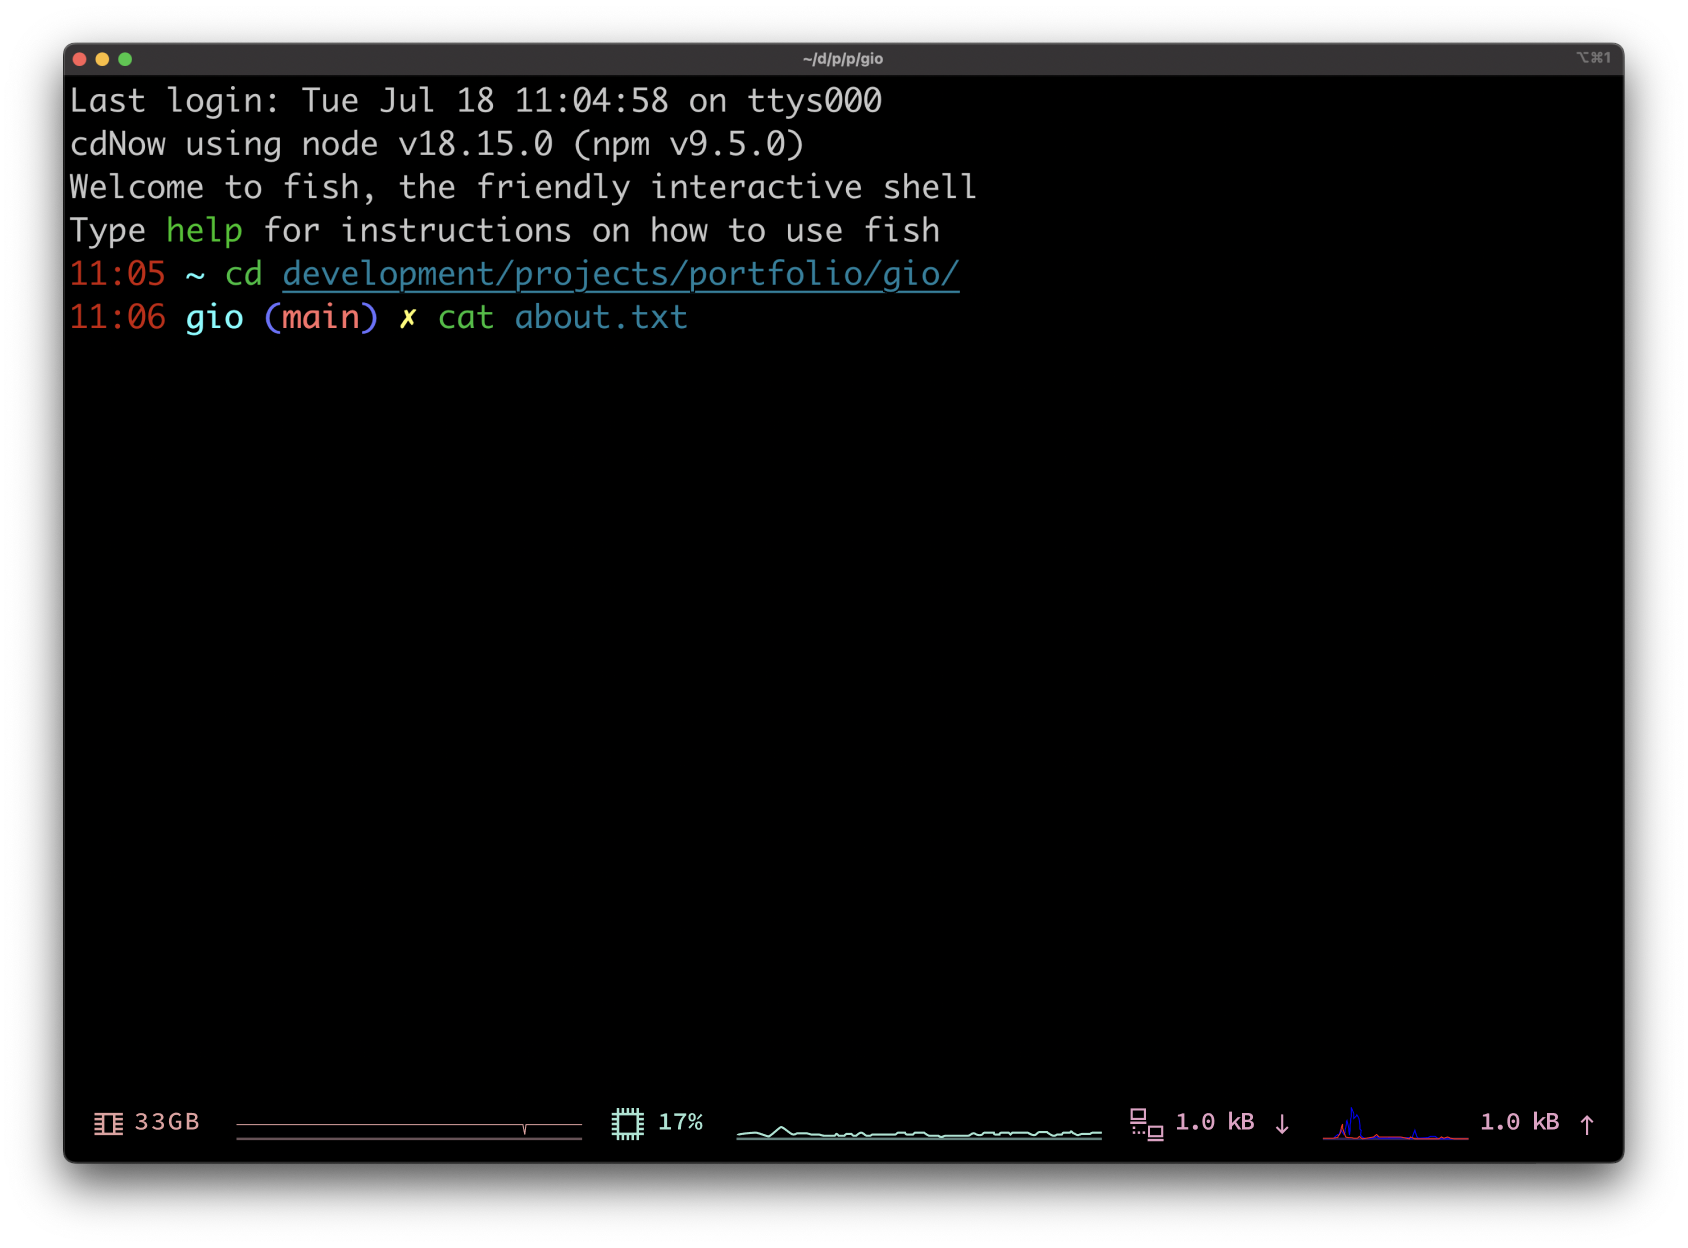 ~/d/p/p/gio ⌥⌘1
Last login: Tue Jul 18 11:04:58 on ttys000
cdNow using node v18.15.0 (npm v9.5.0)
Welcome to fish, the friendly interactive shell
Type help for instructions on how to use fish
11:05 ~ cd development/projects/portfolio/gio/
11:06 gio (main) ✗ cat about.txt
33GB 17% 1.0 kB ↓ 1.0 kB ↑